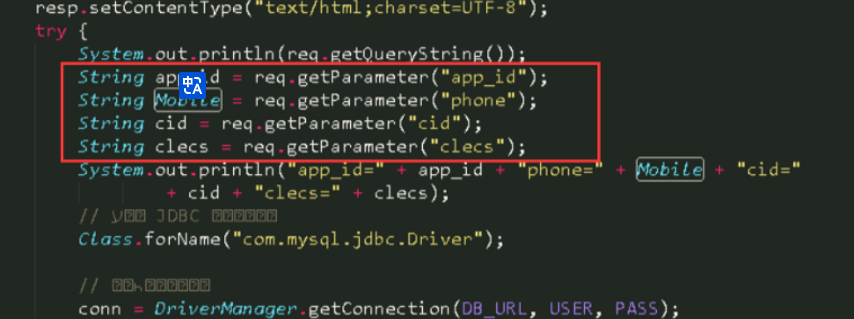 resp.setContentType("text/html;charset=UTF-8");
try {
System.out.println(req.getQueryString());
String app_id = req.getParameter("app_id");
String Mobile = req.getParameter("phone");
String cid = req.getParameter("cid");
String clecs = req.getParameter("clecs");
System.out.println("app_id=" + app_id + "phone=" + Mobile + "cid="
+ cid + "clecs=" + clecs);
// JDBC
Class.forName("com.mysql.jdbc.Driver");
//
conn = DriverManager.getConnection(DB_URL, USER, PASS);